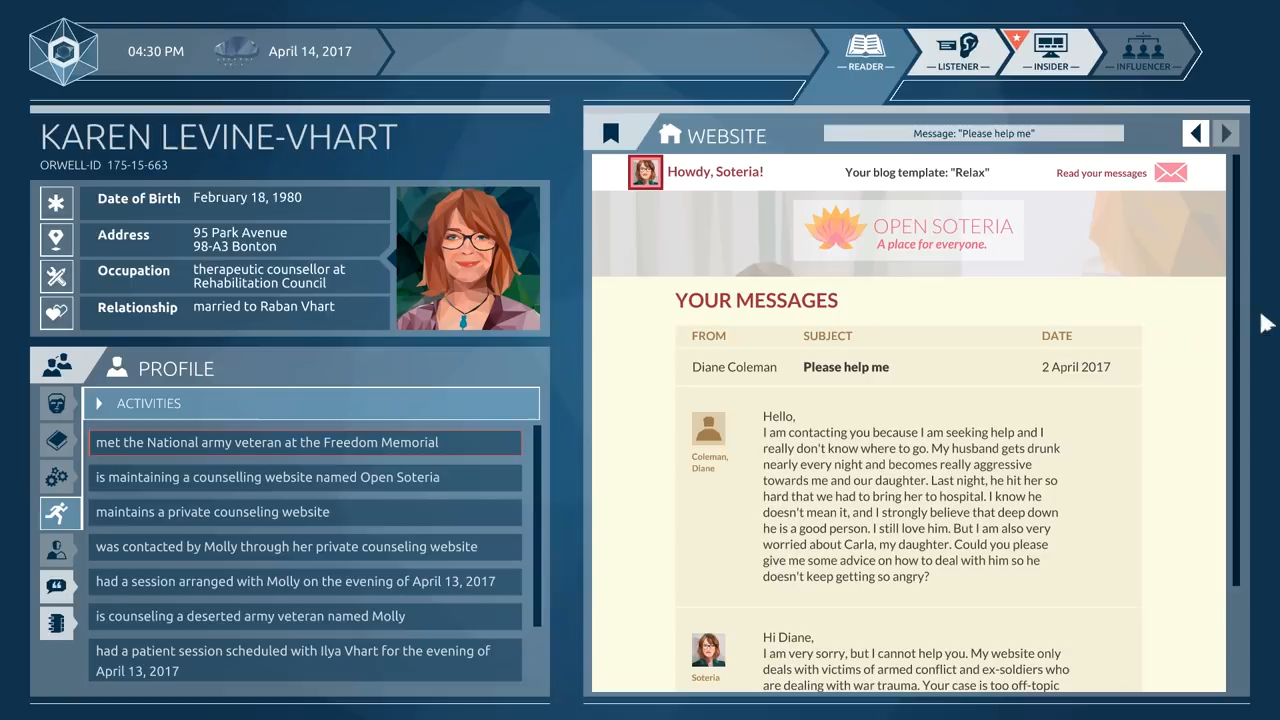 04:30 PM
April 14, 2017
— READER —
— LISTENER —
— INSIDER —
— INFLUENCER —
KAREN LEVINE-VHART
ORWELL-ID 175-15-663
Date of Birth February 18, 1980
Address 95 Park Avenue
98-A3 Bonton
Occupation therapeutic counsellor at
Rehabilitation Council
Relationship married to Raban Vhart
PROFILE
ACTIVITIES
met the National army veteran at the Freedom Memorial
is maintaining a counselling website named Open Soteria
maintains a private counseling website
was contacted by Molly through her private counseling website
had a session arranged with Molly on the evening of April 13, 2017
is counseling a deserted army veteran named Molly
had a patient session scheduled with Ilya Vhart for the evening of
April 13, 2017
WEBSITE
Message: "Please help me"
Howdy, Soteria!
Your blog template: "Relax"
Read your messages
OPEN SOTERIA
A place for everyone.
YOUR MESSAGES
FROM SUBJECT DATE
Diane Coleman Please help me 2 April 2017
Coleman,
Diane
Hello,
I am contacting you because I am seeking help and I
really don't know where to go. My husband gets drunk
nearly every night and becomes really aggressive
towards me and our daughter. Last night, he hit her so
hard that we had to bring her to hospital. I know he
doesn't mean it, and I strongly believe that deep down
he is a good person. I still love him. But I am also very
worried about Carla, my daughter. Could you please
give me some advice on how to deal with him so he
doesn't keep getting so angry?
Soteria
Hi Diane,
I am very sorry, but I cannot help you. My website only
deals with victims of armed conflict and ex-soldiers who
are dealing with war trauma. Your case is too off-topic